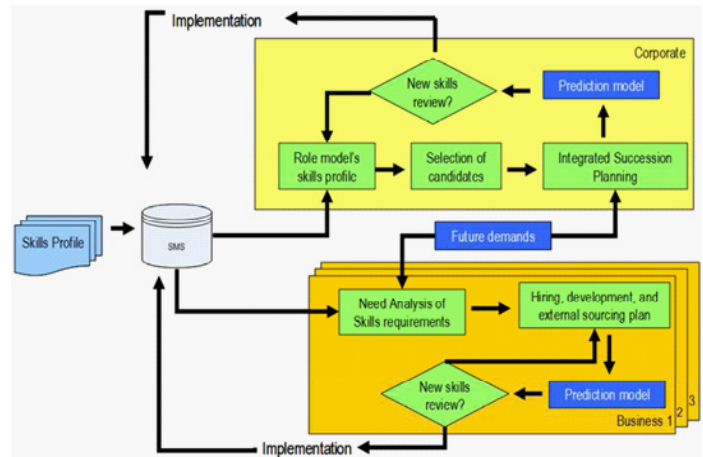 Implementation
Corporate
New skills
review?
Prediction model
Role model's
skills profile
Selection of
candidates
Integrated Succession
Planning
Skills Profile
SMS
Future demands
Need Analysis of
Skills requirements
Hiring, development, and
external sourcing plan
New skills
review?
Prediction model
3
2
Business 1
Implementation